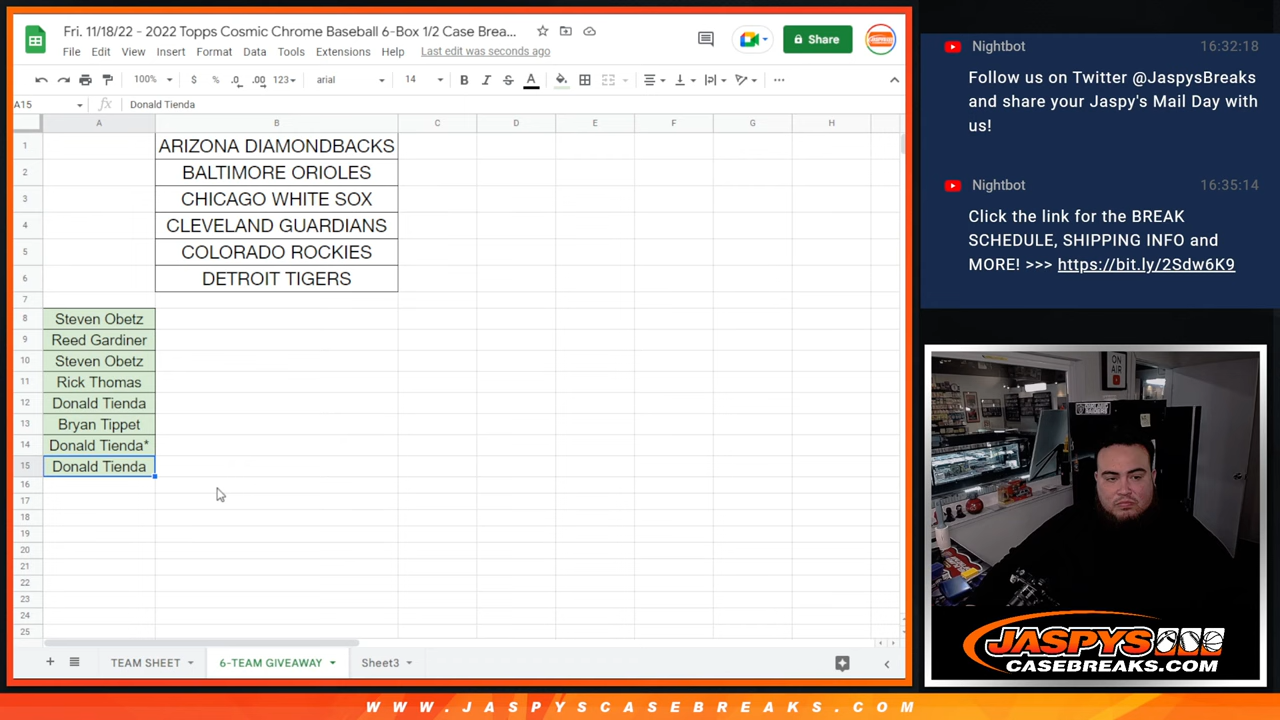 Fri. 11/18/22 - 2022 Topps Cosmic Chrome Baseball 6-Box 1/2 Case Brea...
File Edit View Insert Format Data Tools Extensions Help Last edit was seconds ago
Share
100% $ % .0 .00 123 arial 14 B I S A
A15 fx Donald Tienda
A B C D E F G H
1 ARIZONA DIAMONDBACKS
2 BALTIMORE ORIOLES
3 CHICAGO WHITE SOX
4 CLEVELAND GUARDIANS
5 COLORADO ROCKIES
6 DETROIT TIGERS
7
8 Steven Obetz
9 Reed Gardiner
10 Steven Obetz
11 Rick Thomas
12 Donald Tienda
13 Bryan Tippet
14 Donald Tienda*
15 Donald Tienda
16
17
18
19
20
21
22
23
24
25
+ TEAM SHEET 6-TEAM GIVEAWAY Sheet3
Nightbot 16:32:18
Follow us on Twitter @JaspysBreaks
and share your Jaspy's Mail Day with
us!
Nightbot 16:35:14
Click the link for the BREAK
SCHEDULE, SHIPPING INFO and
MORE! >>> https://bit.ly/2Sdw6K9
ON
AIR
JASPYS
CASEBREAKS.COM
WWW.JASPYSCASEBREAKS.COM